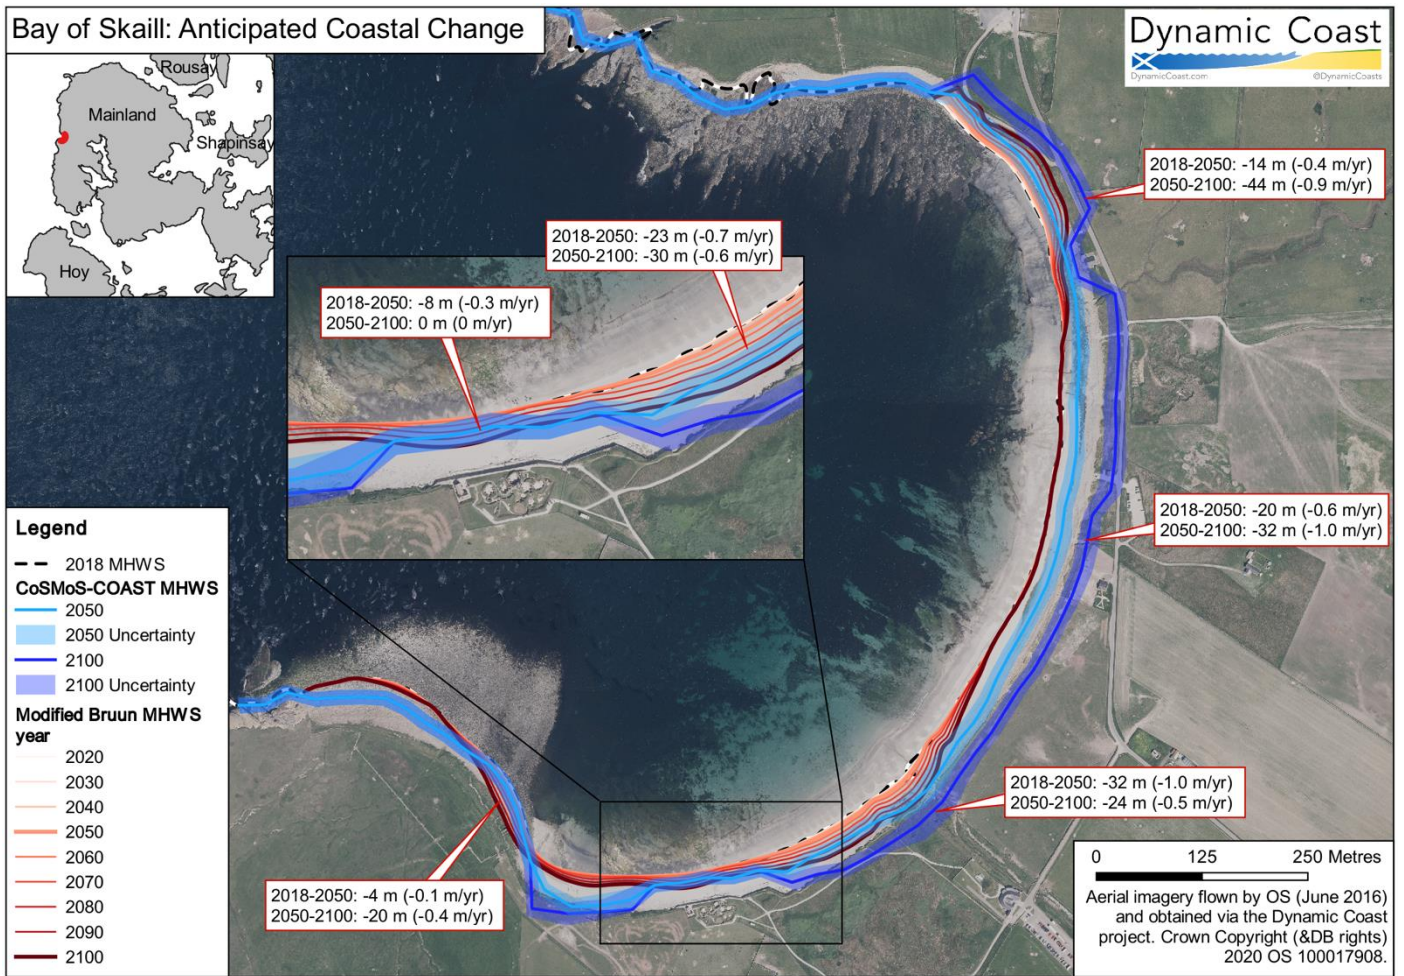 Bay of Skaill: Anticipated Coastal Change
Dynamic Coast
DynamicCoast.com
@DynamicCoasts
Rousay
Mainland
Shapinsay
Hoy
2018-2050: -14 m (-0.4 m/yr)
2050-2100: -44 m (-0.9 m/yr)
2018-2050: -23 m (-0.7 m/yr)
2050-2100: -30 m (-0.6 m/yr)
2018-2050: -8 m (-0.3 m/yr)
2050-2100: 0 m (0 m/yr)
2018-2050: -20 m (-0.6 m/yr)
2050-2100: -32 m (-1.0 m/yr)
2018-2050: -32 m (-1.0 m/yr)
2050-2100: -24 m (-0.5 m/yr)
2018-2050: -4 m (-0.1 m/yr)
2050-2100: -20 m (-0.4 m/yr)
Legend
2018 MHWS
CoSMoS-COAST MHWS
2050
2050 Uncertainty
2100
2100 Uncertainty
Modified Bruun MHWS
year
2020
2030
2040
2050
2060
2070
2080
2090
2100
0 125 250 Metres
Aerial imagery flown by OS (June 2016)
and obtained via the Dynamic Coast
project. Crown Copyright (&DB rights)
2020 OS 100017908.